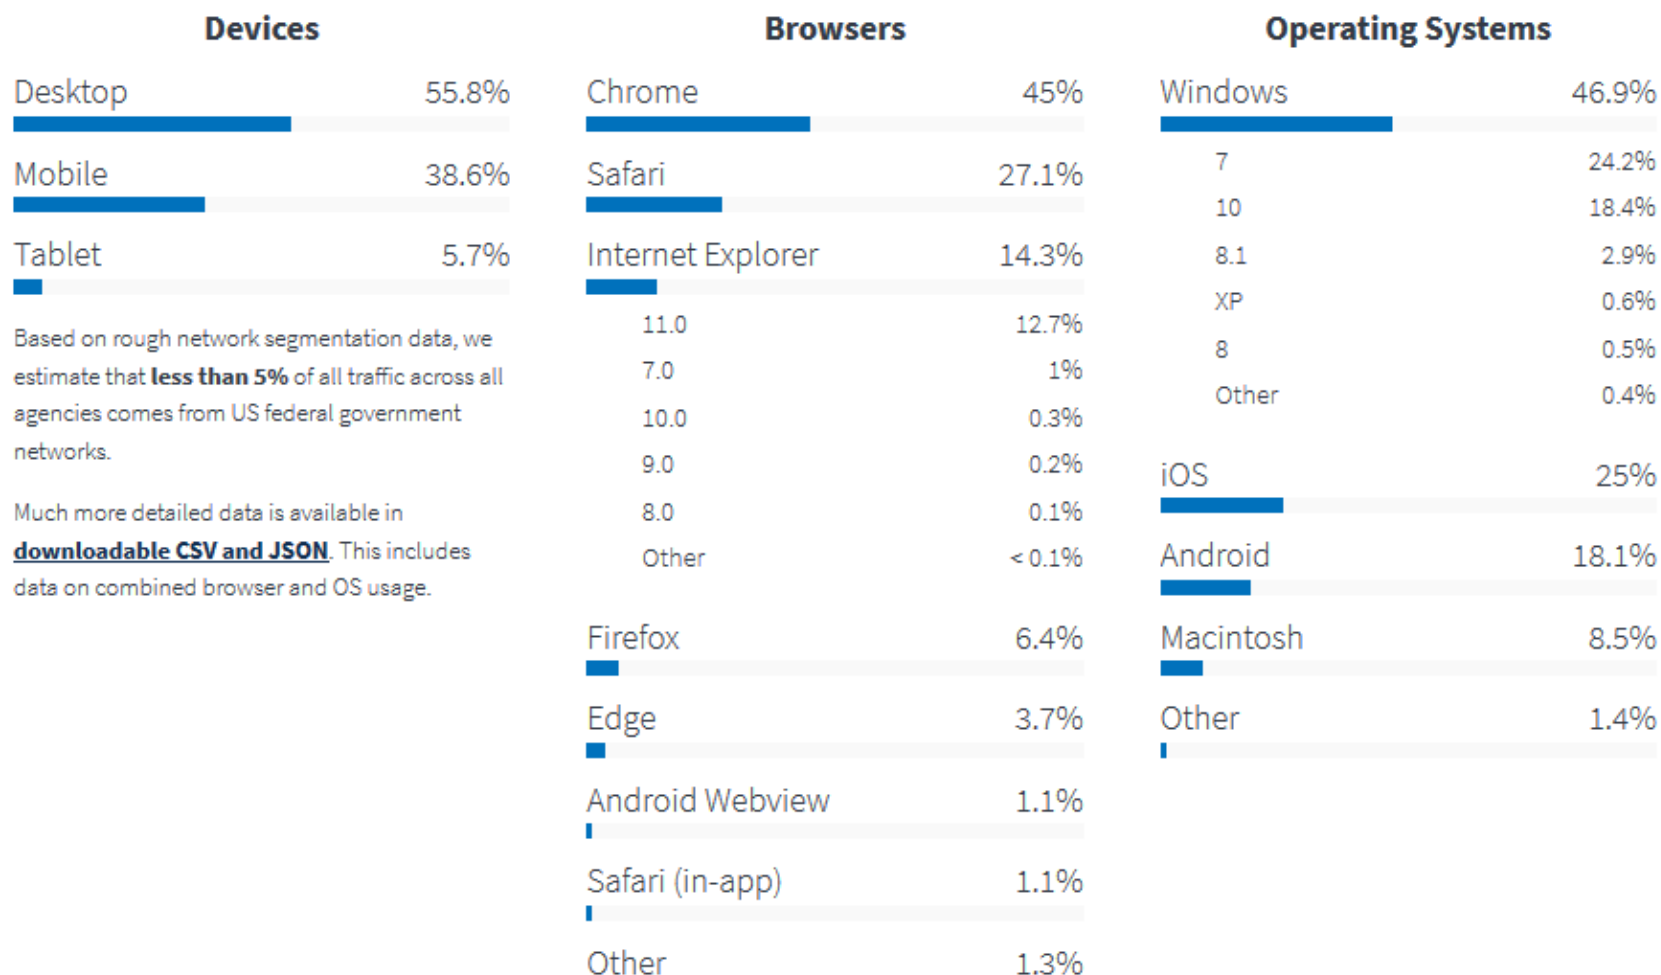 Devices
Desktop 55.8%
Mobile 38.6%
Tablet 5.7%
Based on rough network segmentation data, we
estimate that less than 5% of all traffic across all
agencies comes from US federal government
networks.
Much more detailed data is available in
downloadable CSV and JSON. This includes
data on combined browser and OS usage.
Browsers
Chrome 45%
Safari 27.1%
Internet Explorer 14.3%
11.0 12.7%
7.0 1%
10.0 0.3%
9.0 0.2%
8.0 0.1%
Other < 0.1%
Firefox 6.4%
Edge 3.7%
Android Webview 1.1%
Safari (in-app) 1.1%
Other 1.3%
Operating Systems
Windows 46.9%
7 24.2%
10 18.4%
8.1 2.9%
XP 0.6%
8 0.5%
Other 0.4%
iOS 25%
Android 18.1%
Macintosh 8.5%
Other 1.4%